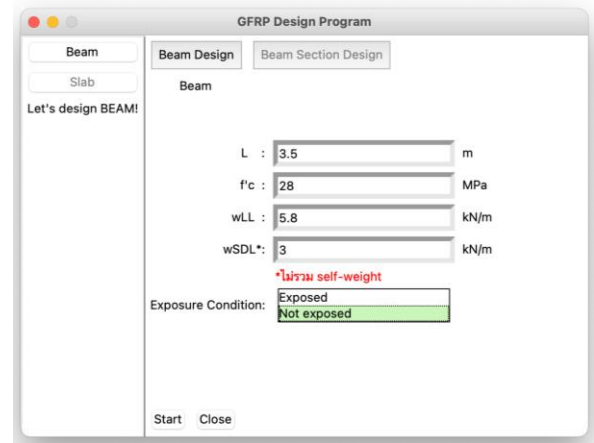 GFRP Design Program
Beam
Slab
Let's design BEAM!
Beam Design
Beam Section Design
Beam
L : 3.5 m
f'c : 28 MPa
wLL : 5.8 kN/m
wSDL*: 3 kN/m
*ไม่รวม self-weight
Exposure Condition: Exposed
Not exposed
Start Close